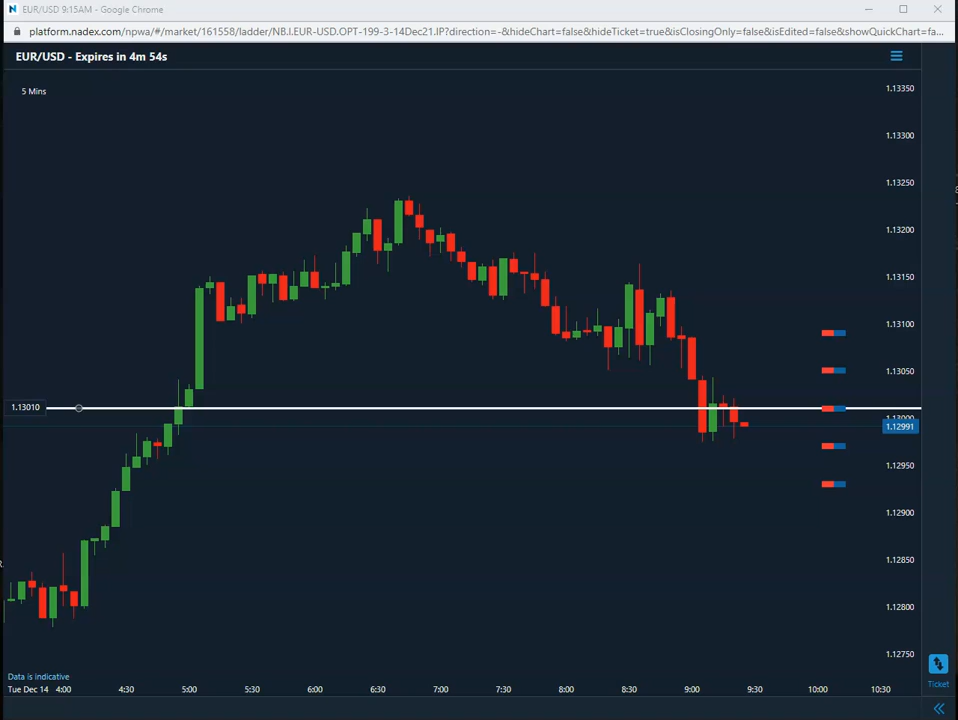 EUR/USD 9:15AM - Google Chrome
platform.nadex.com/npwa/#/market/161558/ladder/NB.I.EUR-USD.OPT-199-3-14Dec21.IP?direction=-&hideChart=false&hideTicket=true&isClosingOnly=false&isEdited=false&showQuickChart=fa...
EUR/USD - Expires in 4m 54s
5 Mins
1.13350
1.13300
1.13250
1.13200
1.13150
1.13100
1.13050
1.13010
1.13000
1.12991
1.12950
1.12900
1.12850
1.12800
1.12750
Data is indicative
Ticket
Tue Dec 14 4:00 4:30 5:00 5:30 6:00 6:30 7:00 7:30 8:00 8:30 9:00 9:30 10:00 10:30